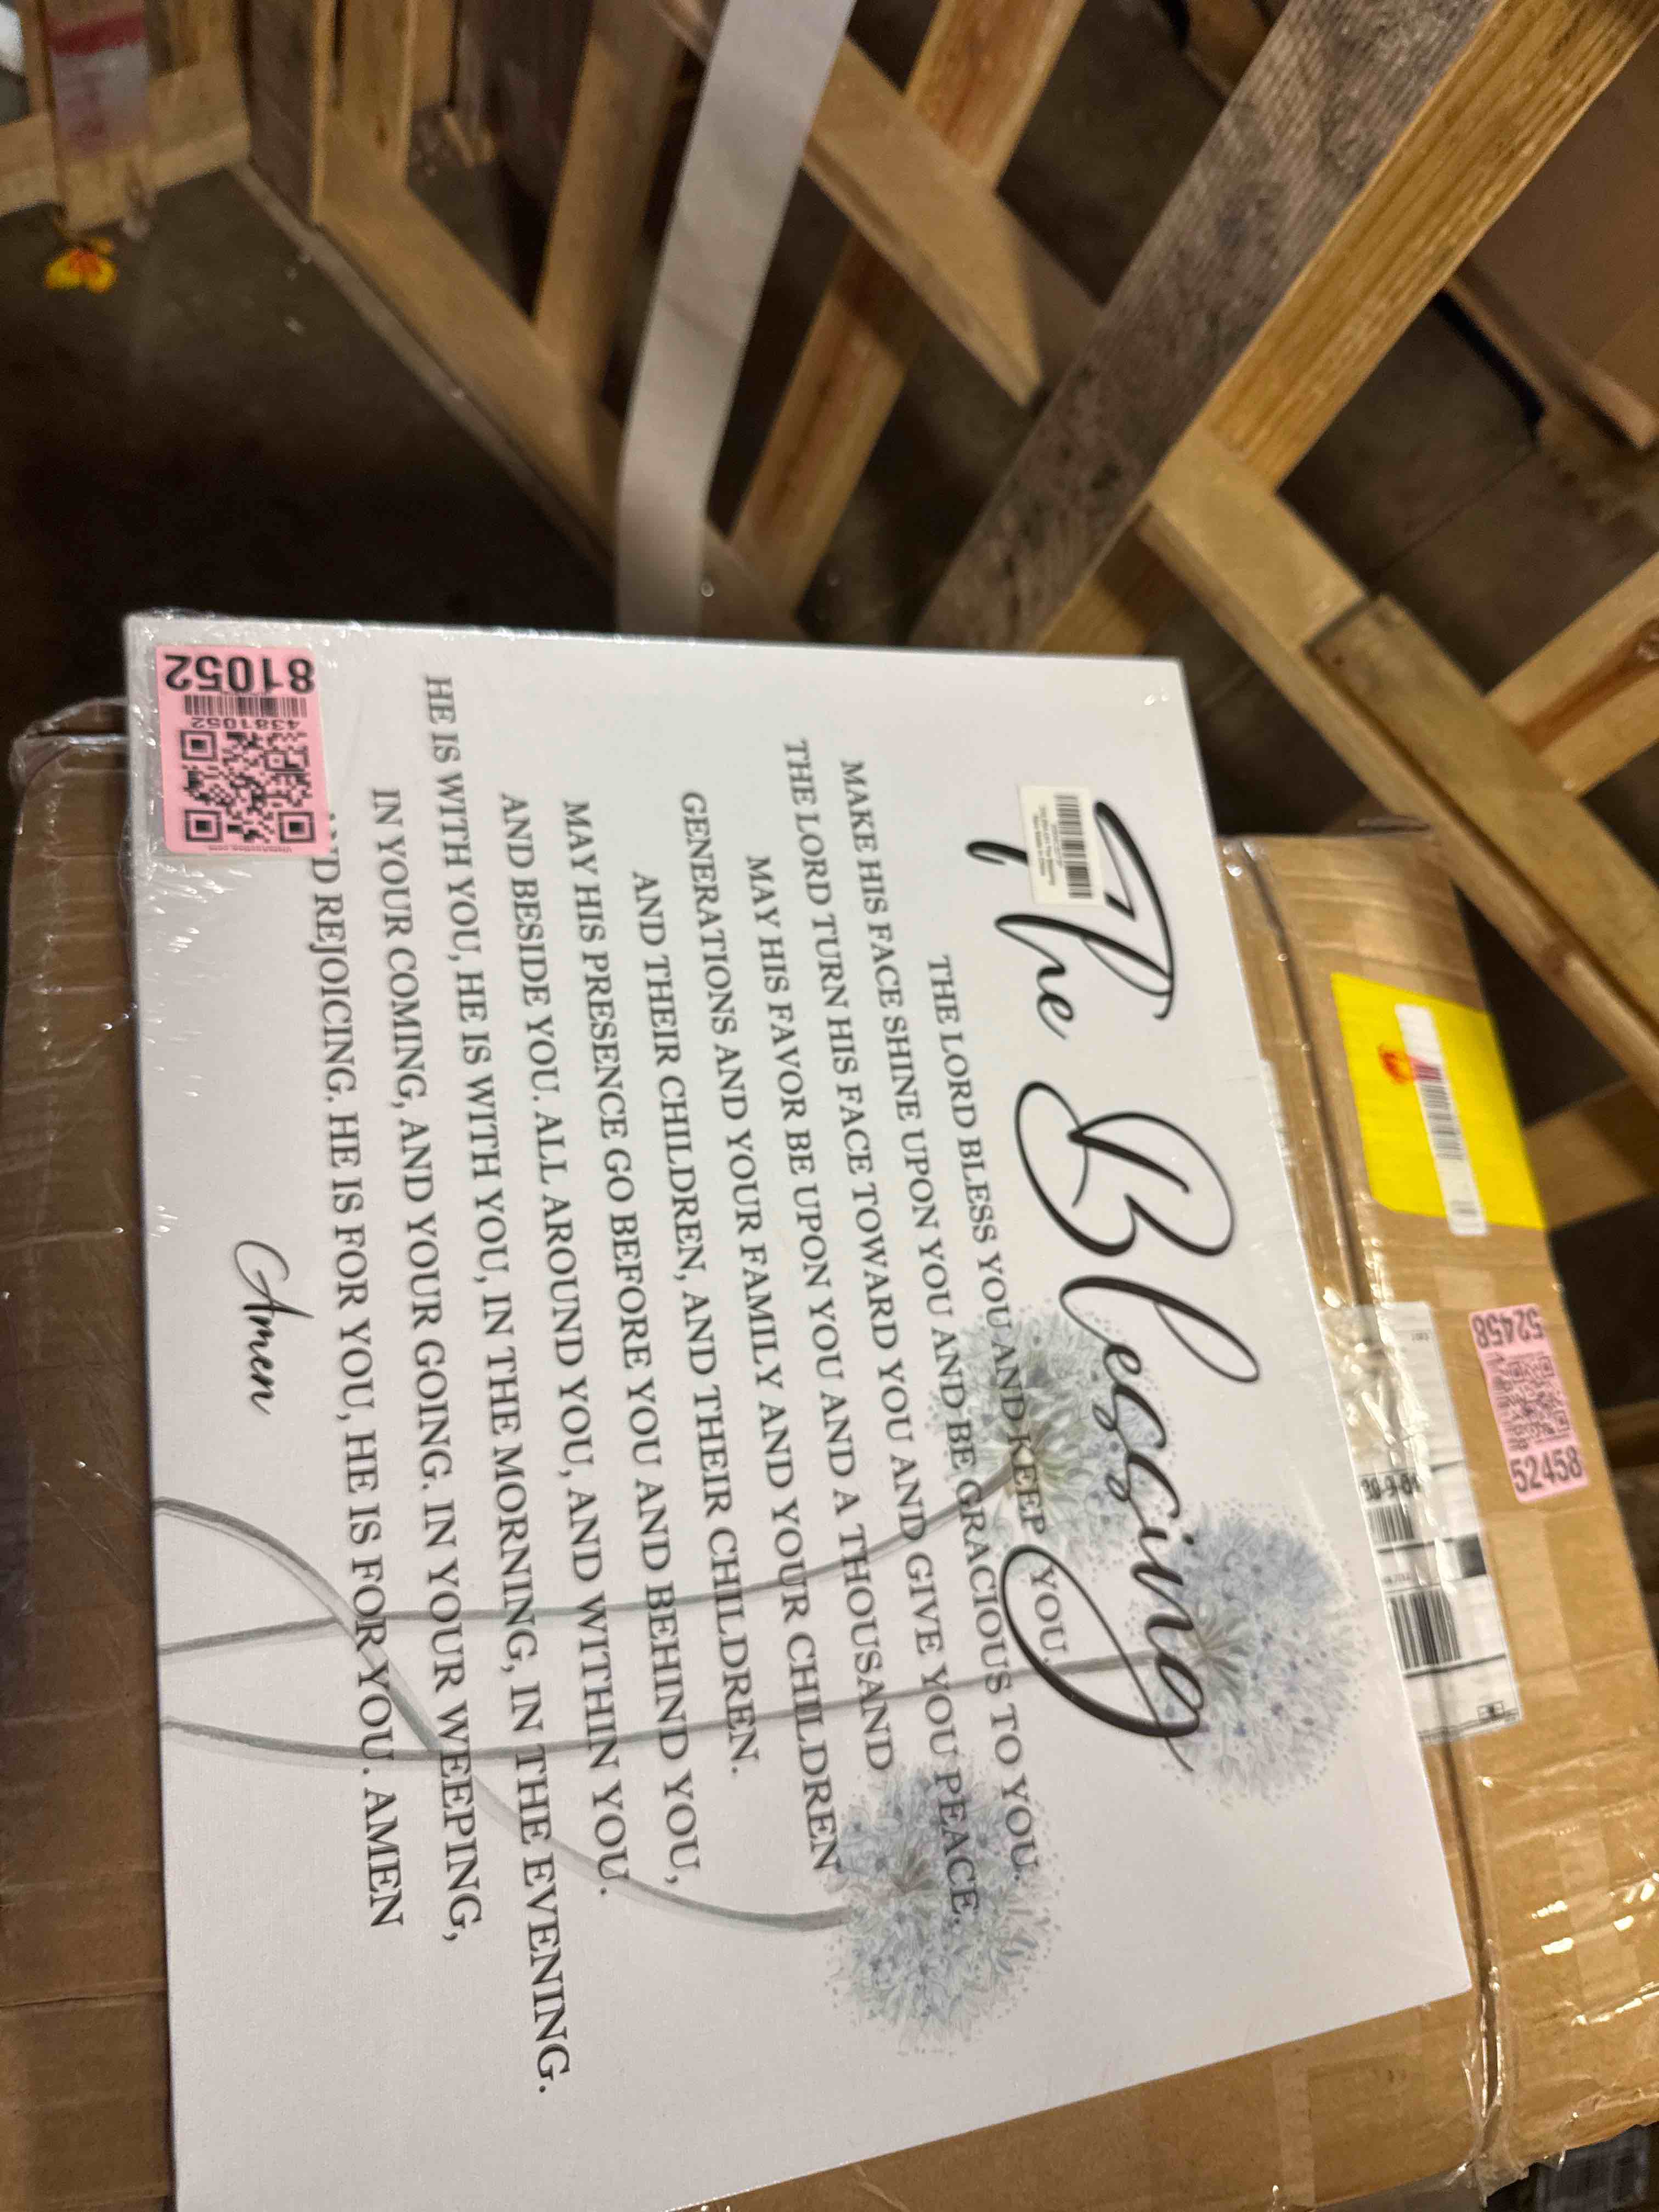 The Blessing
THE LORD BLESS YOU AND KEEP YOU.
MAKE HIS FACE SHINE UPON YOU AND BE GRACIOUS TO YOU.
THE LORD TURN HIS FACE TOWARD YOU AND GIVE YOU PEACE.
MAY HIS FAVOR BE UPON YOU AND A THOUSAND
GENERATIONS AND YOUR FAMILY AND YOUR CHILDREN
AND THEIR CHILDREN, AND THEIR CHILDREN.
MAY HIS PRESENCE GO BEFORE YOU AND BEHIND YOU,
AND BESIDE YOU. ALL AROUND YOU, AND WITHIN YOU.
HE IS WITH YOU, HE IS WITH YOU, IN THE MORNING, IN THE EVENING.
IN YOUR COMING, AND YOUR GOING. IN YOUR WEEPING,
REJOICING. HE IS FOR YOU, HE IS FOR YOU. AMEN
Amen
81052
4381052
52458
52458